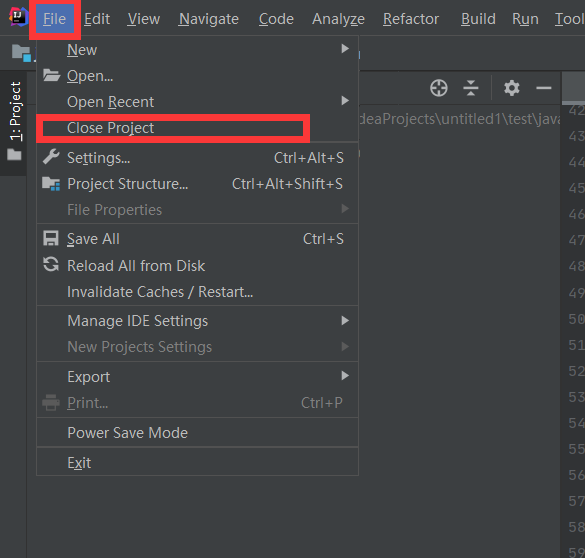 IJ File Edit View Navigate Code Analyze Refactor Build Run Tool
New
Open...
Open Recent
Close Project
Settings... Ctrl+Alt+S
Project Structure... Ctrl+Alt+Shift+S
File Properties
Save All Ctrl+S
Reload All from Disk
Invalidate Caches / Restart...
Manage IDE Settings
New Projects Settings
Export
Print... Ctrl+P
Power Save Mode
Exit
1: Project
deaProjects\untitled1\test\java
42
43
44
45
46
47
48
49
50
51
52
53
54
55
56
57
58
59